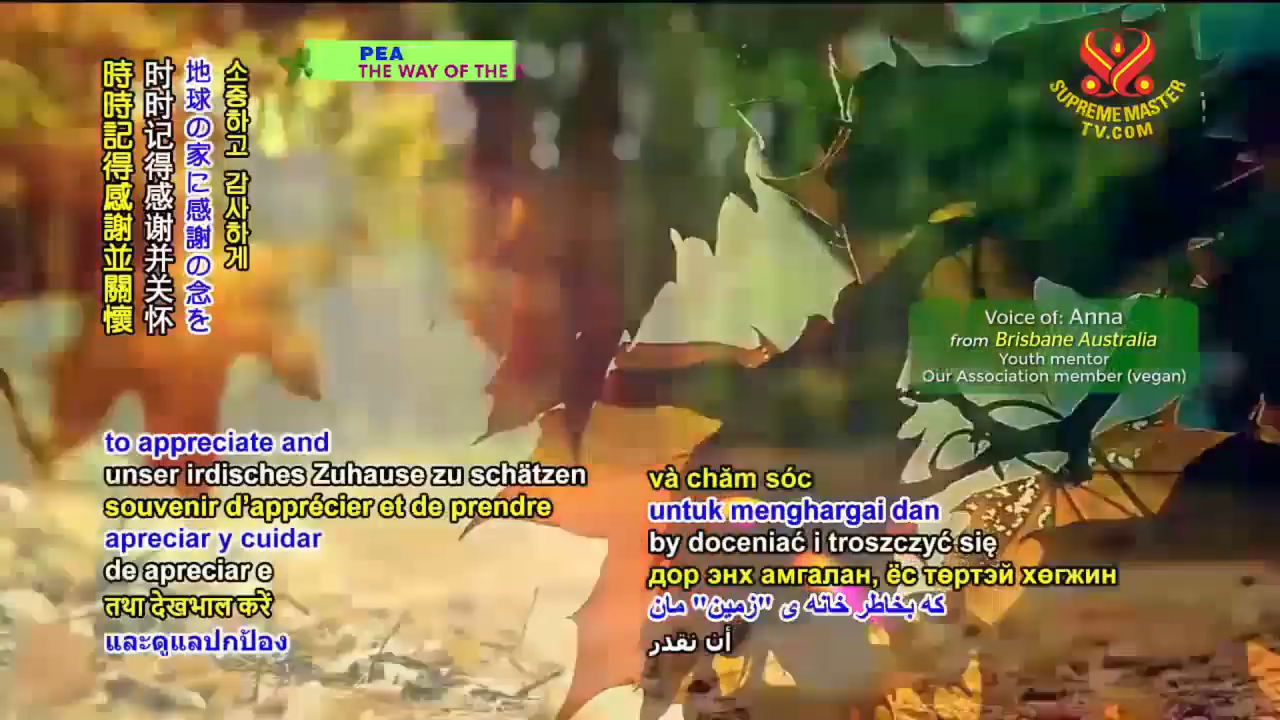 PEA
THE WAY OF THE
SUPREME MASTER
TV.COM
時時記得感謝並關懷
时时记得感谢并关怀
地球の家に感謝の念を
소중하고 감사하게
Voice of: Anna
from Brisbane Australia
Youth mentor
Our Association member (vegan)
to appreciate and
unser irdisches Zuhause zu schätzen
souvenir d'apprécier et de prendre
apreciar y cuidar
de apreciar e
तथा देखभाल करें
และดูแลปกป้อง
và chăm sóc
untuk menghargai dan
by doceniać i troszczyć się
дор энх амгалан, ёс төртэй хөгжин
که بخاطر خانه ی "زمین" مان
أن نقدر